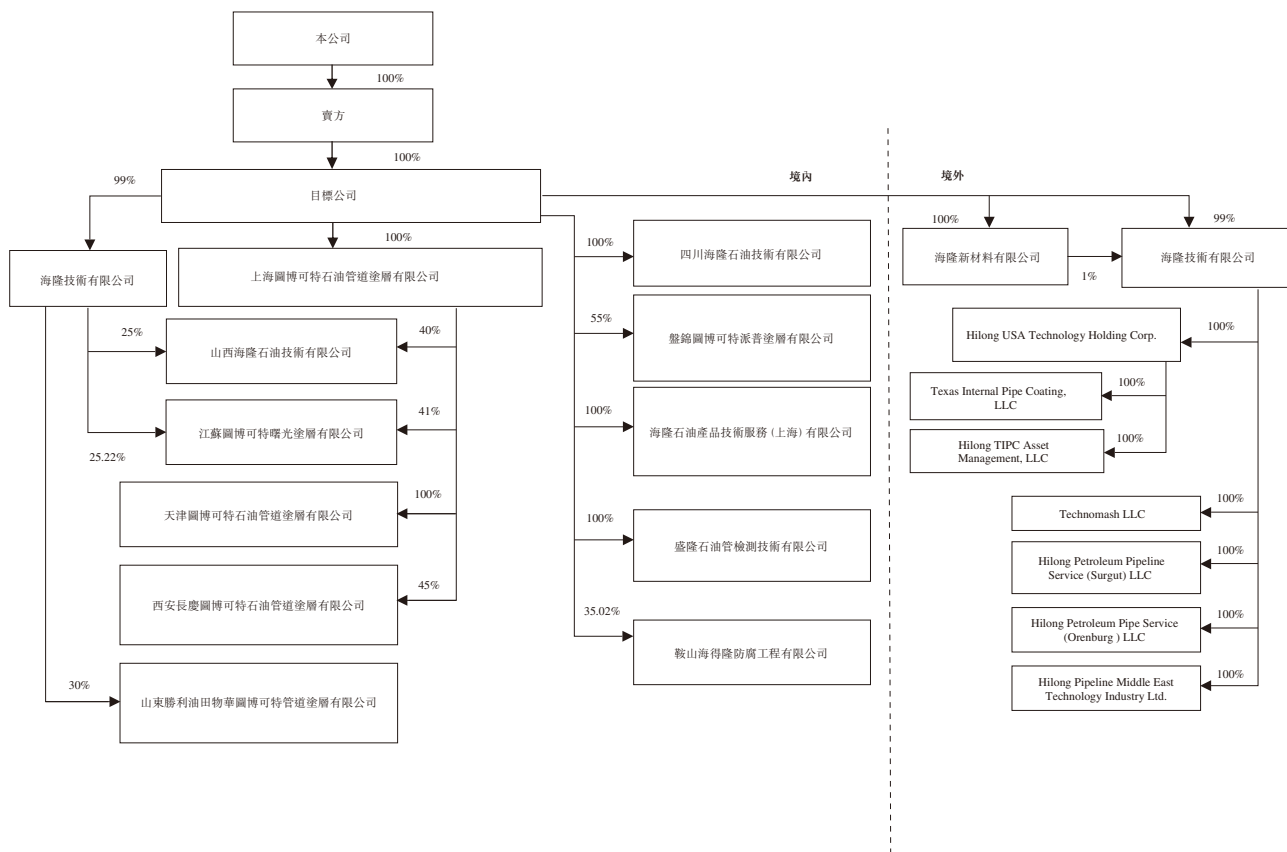 本公司
100%
賣方
100%
99%
目標公司
境內
境外
100%
海隆技術有限公司
上海圖博可特石油管道塗層有限公司
100%
四川海隆石油技術有限公司
100%
海隆新材料有限公司
1%
99%
海隆技術有限公司
25%
山西海隆石油技術有限公司
40%
55%
盤錦圖博可特派普塗層有限公司
Hilong USA Technology Holding Corp.
100%
Texas Internal Pipe Coating,
LLC
100%
25.22%
江蘇圖博可特曙光塗層有限公司
41%
100%
海隆石油產品技術服務 (上海) 有限公司
Hilong TIPC Asset
Management, LLC
100%
天津圖博可特石油管道塗層有限公司
100%
100%
盛隆石油管檢測技術有限公司
Technomash LLC
100%
Hilong Petroleum Pipeline
Service (Surgut) LLC
100%
西安長慶圖博可特石油管道塗層有限公司
45%
35.02%
鞍山海得隆防腐工程有限公司
Hilong Petroleum Pipe Service
(Orenburg ) LLC
100%
30%
山東勝利油田物華圖博可特管道塗層有限公司
Hilong Pipeline Middle East
Technology Industry Ltd.
100%